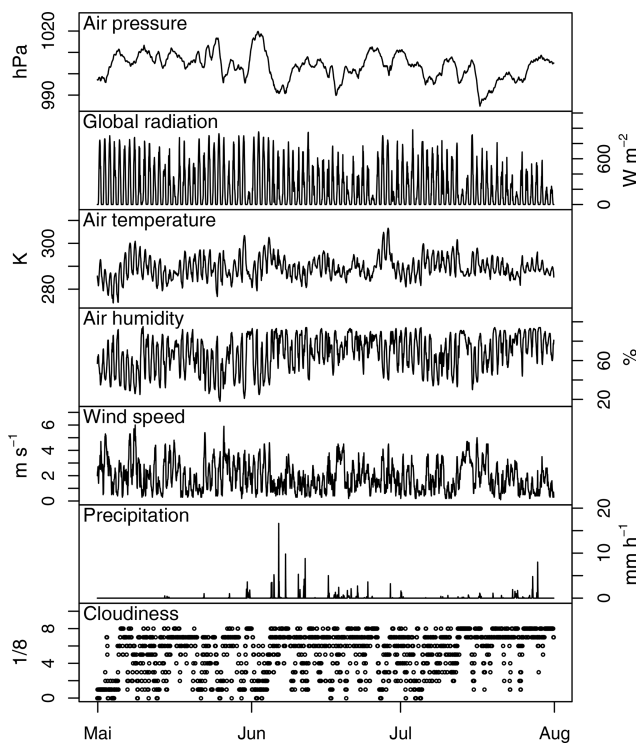 Air pressure
1020
990
hPa
Global radiation
600
0
W m⁻²
Air temperature
300
280
K
Air humidity
60
20
%
Wind speed
6
4
2
0
m s⁻¹
Precipitation
20
10
0
mm h⁻¹
Cloudiness
8
4
0
1/8
Mai Jun Jul Aug